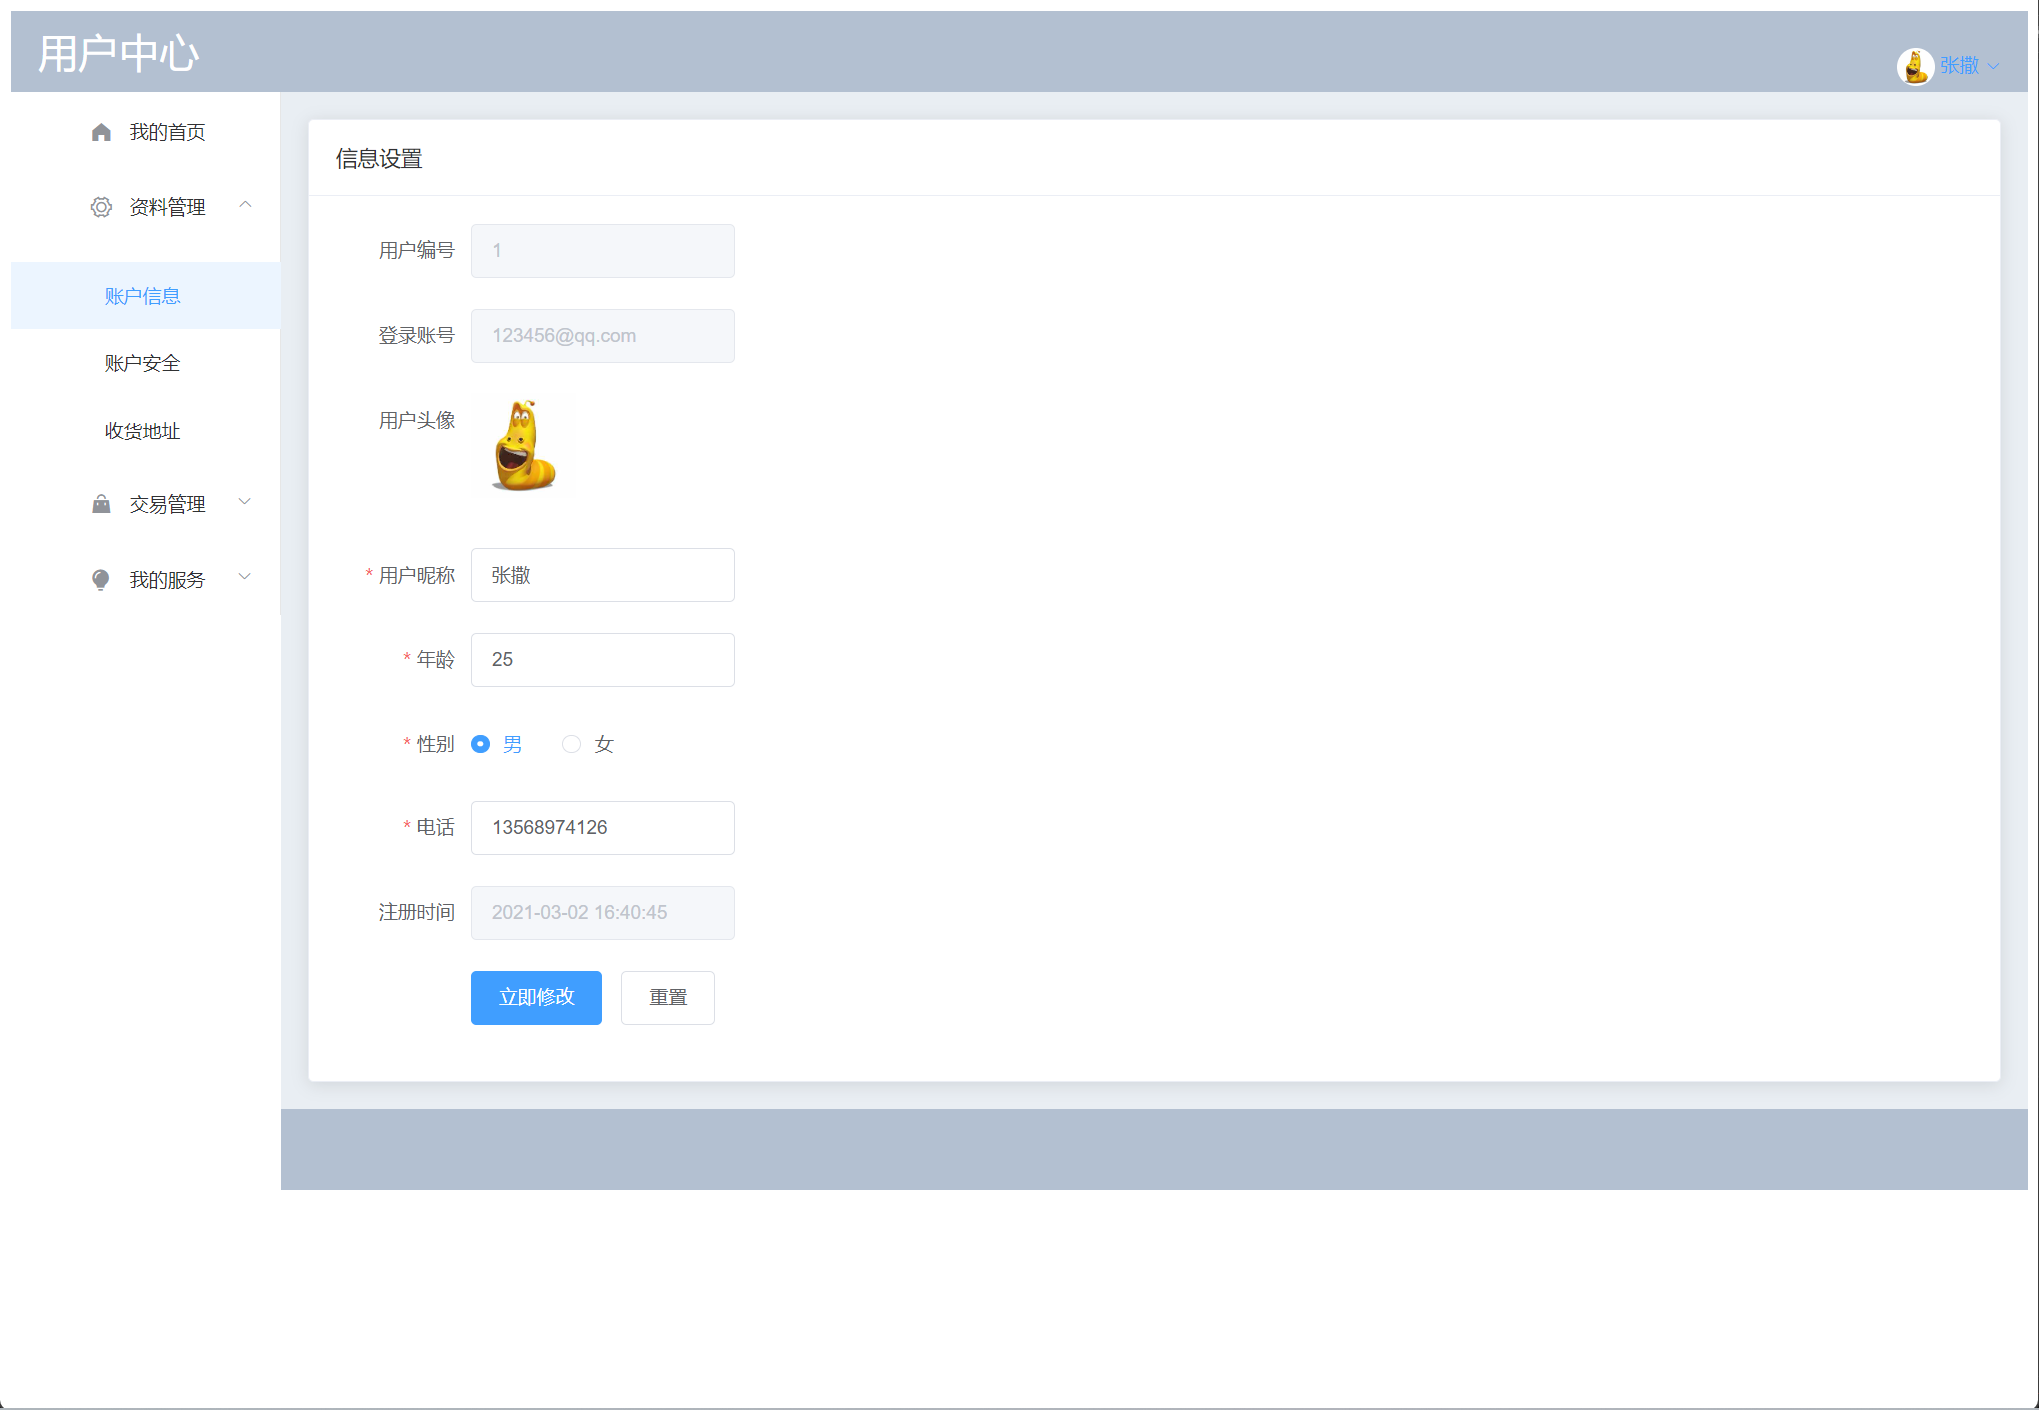 用户中心
张撒
我的首页
资料管理
账户信息
账户安全
收货地址
交易管理
我的服务
信息设置
用户编号 1
登录账号 123456@qq.com
用户头像
* 用户昵称 张撒
* 年龄 25
* 性别 男 女
* 电话 13568974126
注册时间 2021-03-02 16:40:45
立即修改 重置